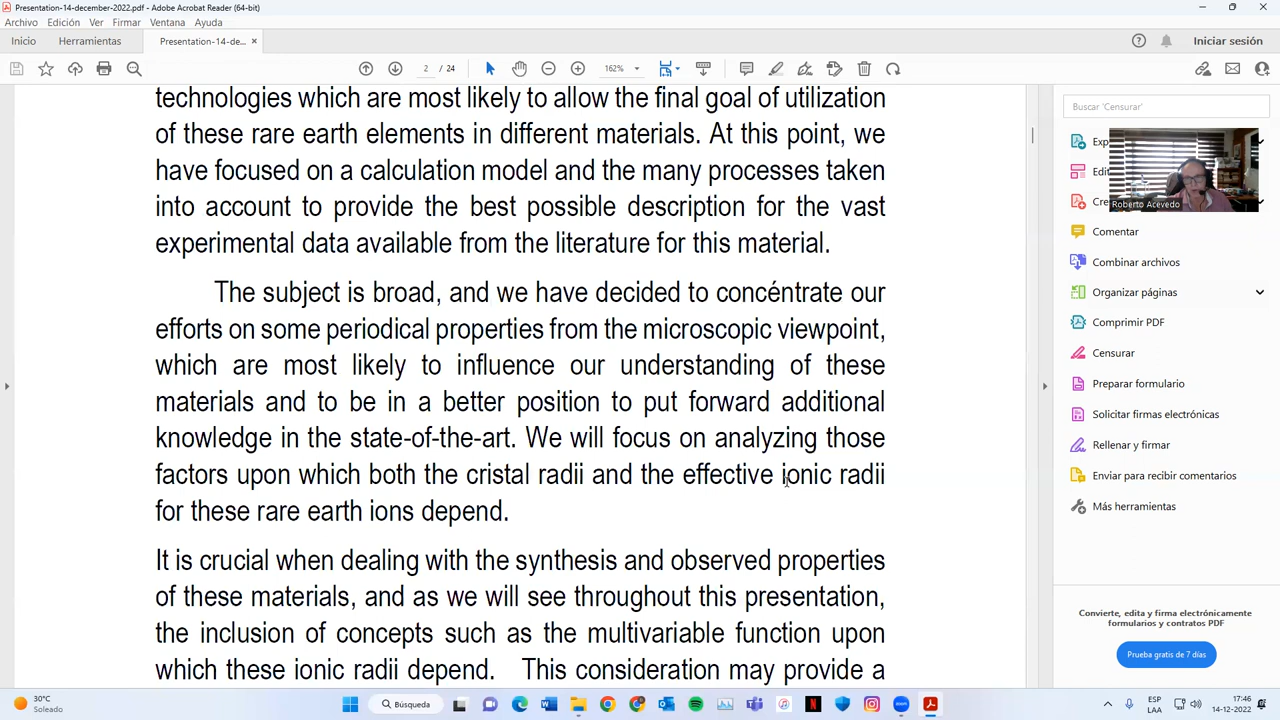 Presentation-14-december-2022.pdf - Adobe Acrobat Reader (64-bit)
Archivo Edición Ver Ventana Firmar Ayuda
Inicio Herramientas Presentation-14-de... × Iniciar sesión
2 / 24 162%
technologies which are most likely to allow the final goal of utilization
of these rare earth elements in different materials. At this point, we
have focused on a calculation model and the many processes taken
into account to provide the best possible description for the vast
experimental data available from the literature for this material.
The subject is broad, and we have decided to concéntrate our
efforts on some periodical properties from the microscopic viewpoint,
which are most likely to influence our understanding of these
materials and to be in a better position to put forward additional
knowledge in the state-of-the-art. We will focus on analyzing those
factors upon which both the cristal radii and the effective ionic radii
for these rare earth ions depend.
It is crucial when dealing with the synthesis and observed properties
of these materials, and as we will see throughout this presentation,
the inclusion of concepts such as the multivariable function upon
which these ionic radii depend. This consideration may provide a
Buscar 'Censurar'
Roberto Acevedo
Comentar
Combinar archivos
Organizar páginas
Comprimir PDF
Censurar
Preparar formulario
Solicitar firmas electrónicas
Rellenar y firmar
Enviar para recibir comentarios
Más herramientas
Convierte, edita y firma electrónicamente
formularios y contratos PDF
Prueba gratis de 7 días
30°C
Soleado
Búsqueda
ESP
LAA
17:46
14-12-2022